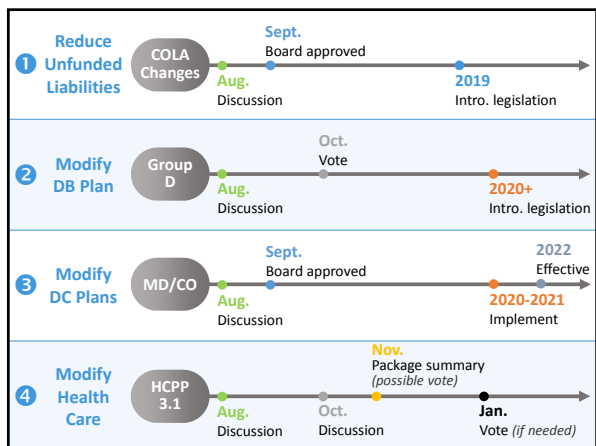 1
Reduce
Unfunded
Liabilities
COLA
Changes
Sept.
Board approved
Aug.
Discussion
2019
Intro. legislation
2
Modify
DB Plan
Group
D
Oct.
Vote
Aug.
Discussion
2020+
Intro. legislation
3
Modify
DC Plans
MD/CO
Sept.
Board approved
2022
Effective
Aug.
Discussion
2020-2021
Implement
4
Modify
Health
Care
HCPP
3.1
Nov.
Package summary
(possible vote)
Aug.
Discussion
Oct.
Discussion
Jan.
Vote (if needed)